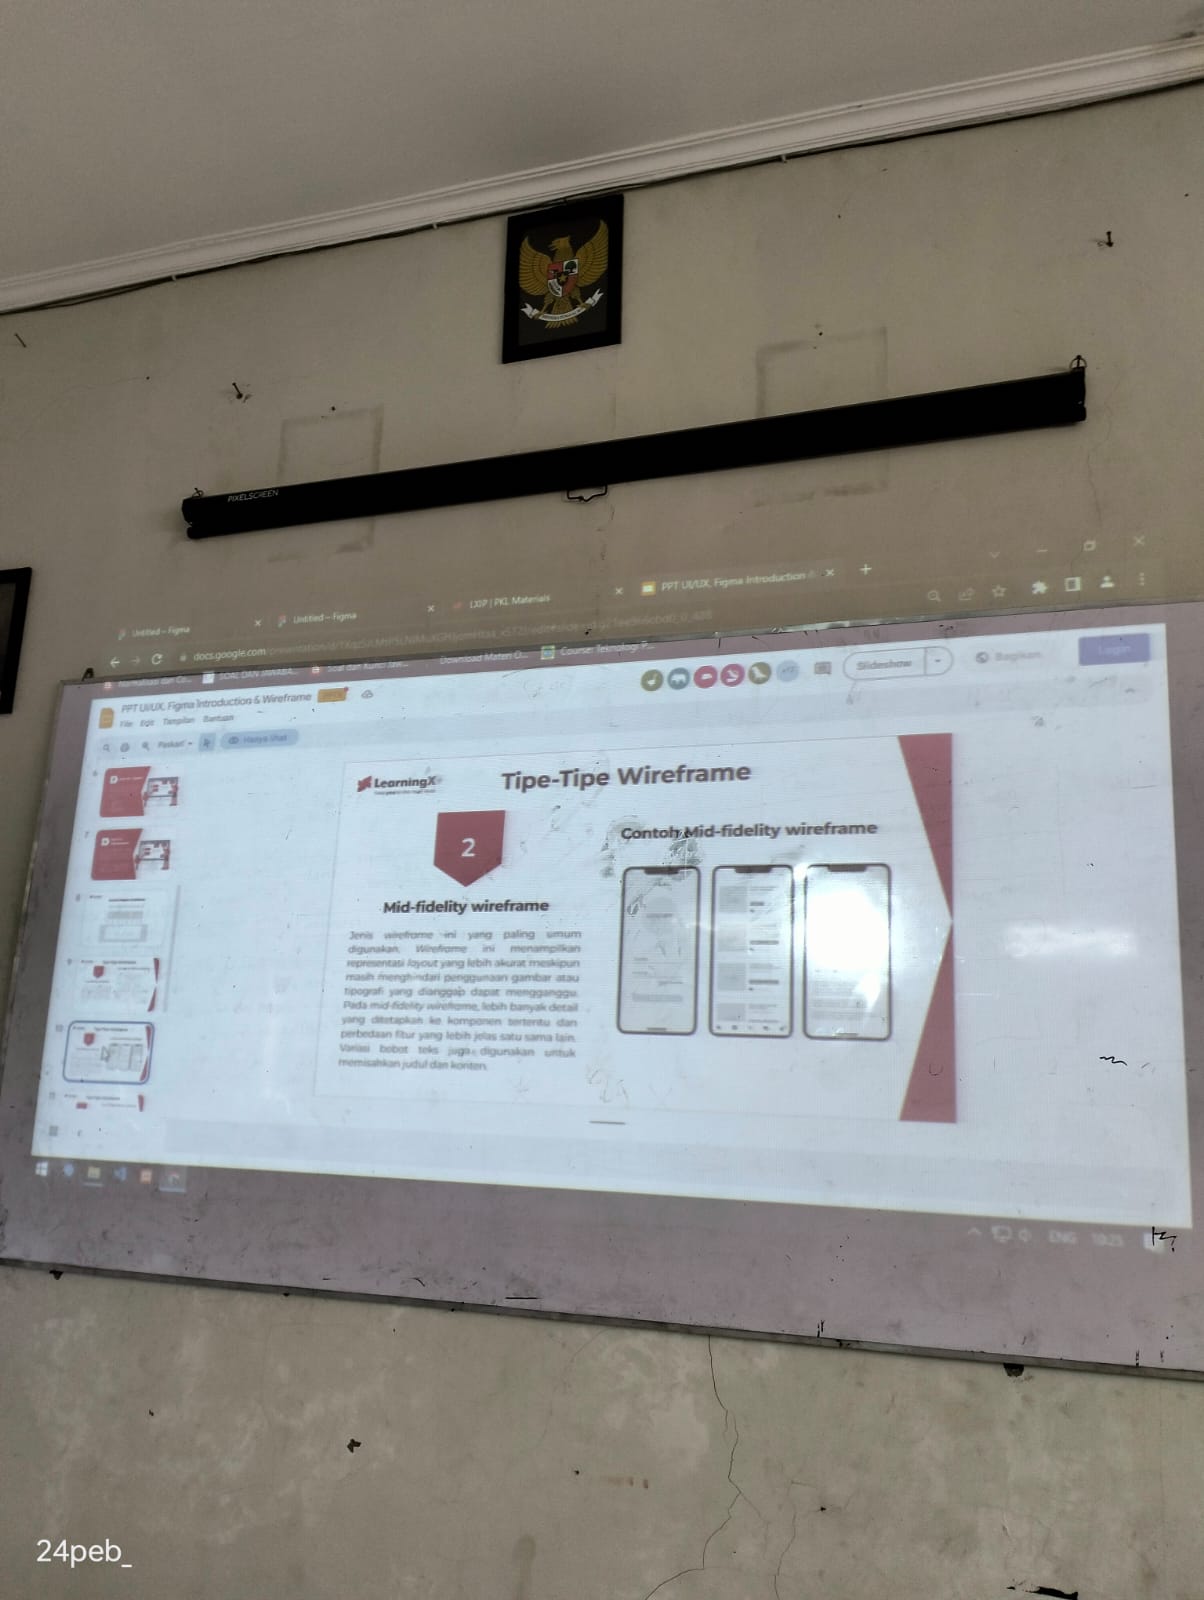 PIXELSCREEN
Untitled – Figma
Untitled – Figma
LXIP | PKL Materials
PPT UI/UX, Figma Introduction
docs.google.com
Normalisasi dan Co...
SOAL DAN JAWABA...
Soal dan Kunci Jaw...
Download Materi O...
Course: Teknologi P...
PPT UI/UX, Figma Introduction & Wireframe
File Edit Tampilan Bantuan
Slideshow
Bagikan
Login
Paskan
Hanya lihat
LearningX
Tipe-Tipe Wireframe
2
Contoh Mid-fidelity wireframe
Mid-fidelity wireframe
Jenis wireframe ini yang paling umum
digunakan. Wireframe ini menampilkan
representasi layout yang lebih akurat meskipun
masih menghindari penggunaan gambar atau
tipografi yang dianggap dapat mengganggu.
Pada mid-fidelity wireframe, lebih banyak detail
yang ditetapkan ke komponen tertentu dan
perbedaan fitur yang lebih jelas satu sama lain.
Variasi bobot teks juga digunakan untuk
memisahkan judul dan konten.
ENG 10:23
24peb_